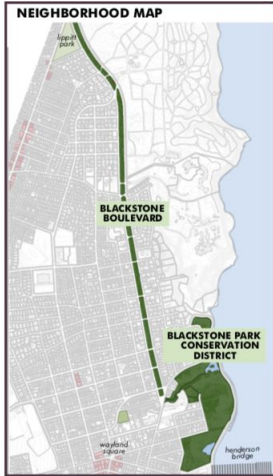 NEIGHBORHOOD MAP
lippitt
park
BLACKSTONE
BOULEVARD
BLACKSTONE PARK
CONSERVATION
DISTRICT
wayland
square
henderson
bridge